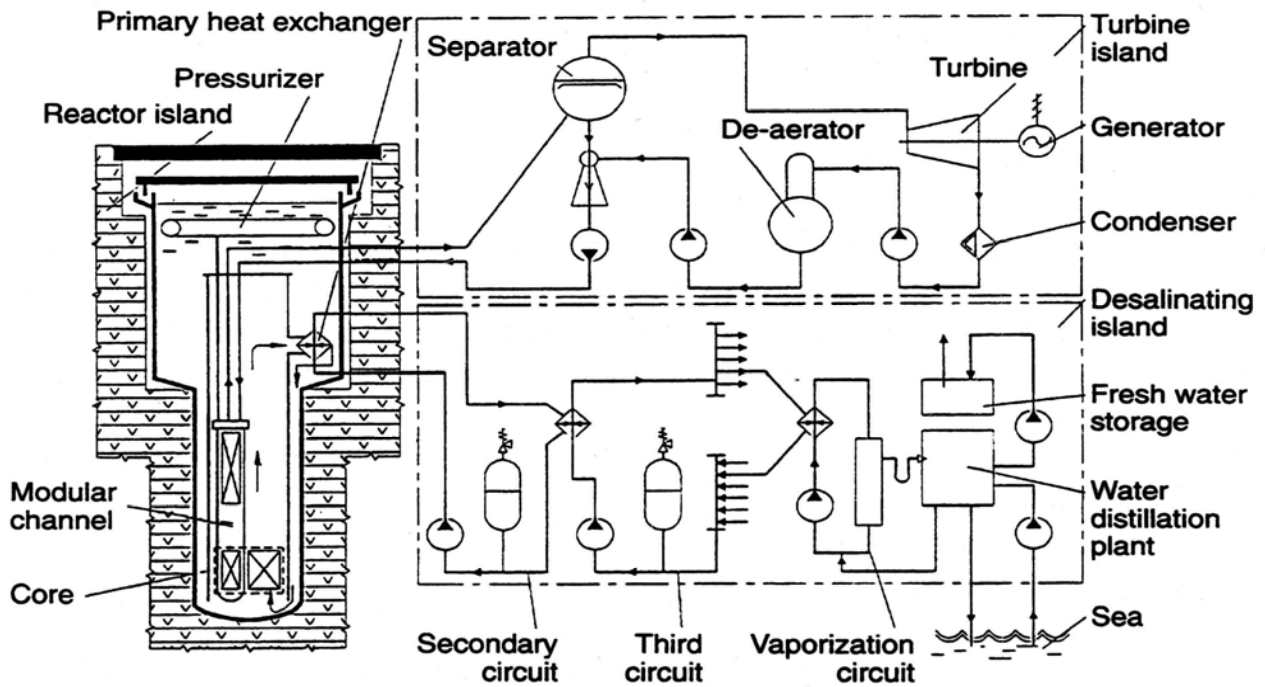 Primary heat exchanger
Pressurizer
Reactor island
Modular
channel
Core
Separator
De-aerator
Turbine
Turbine
island
Generator
Condenser
Desalinating
island
Fresh water
storage
Water
distillation
plant
Sea
Secondary
circuit
Third
circuit
Vaporization
circuit